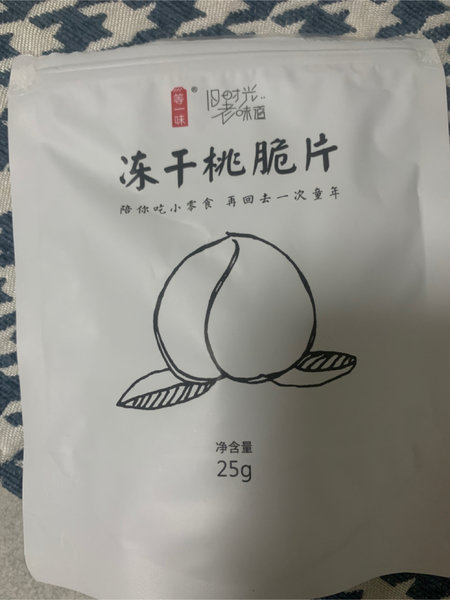 等一味®
旧时光..
老味道
冻干桃脆片
陪你吃小零食 再回去一次童年
净含量
25g